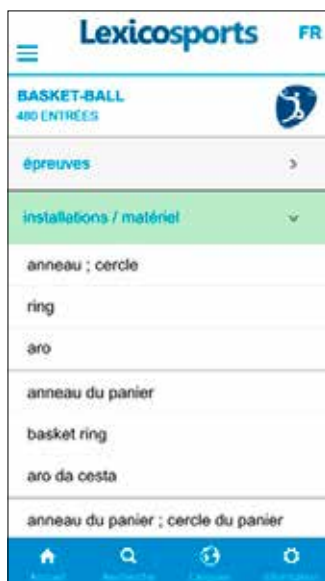 Lexicosports FR
BASKET-BALL
480 ENTRÉES
épreuves
installations / matériel
anneau ; cercle
ring
aro
anneau du panier
basket ring
aro da cesta
anneau du panier ; cercle du panier